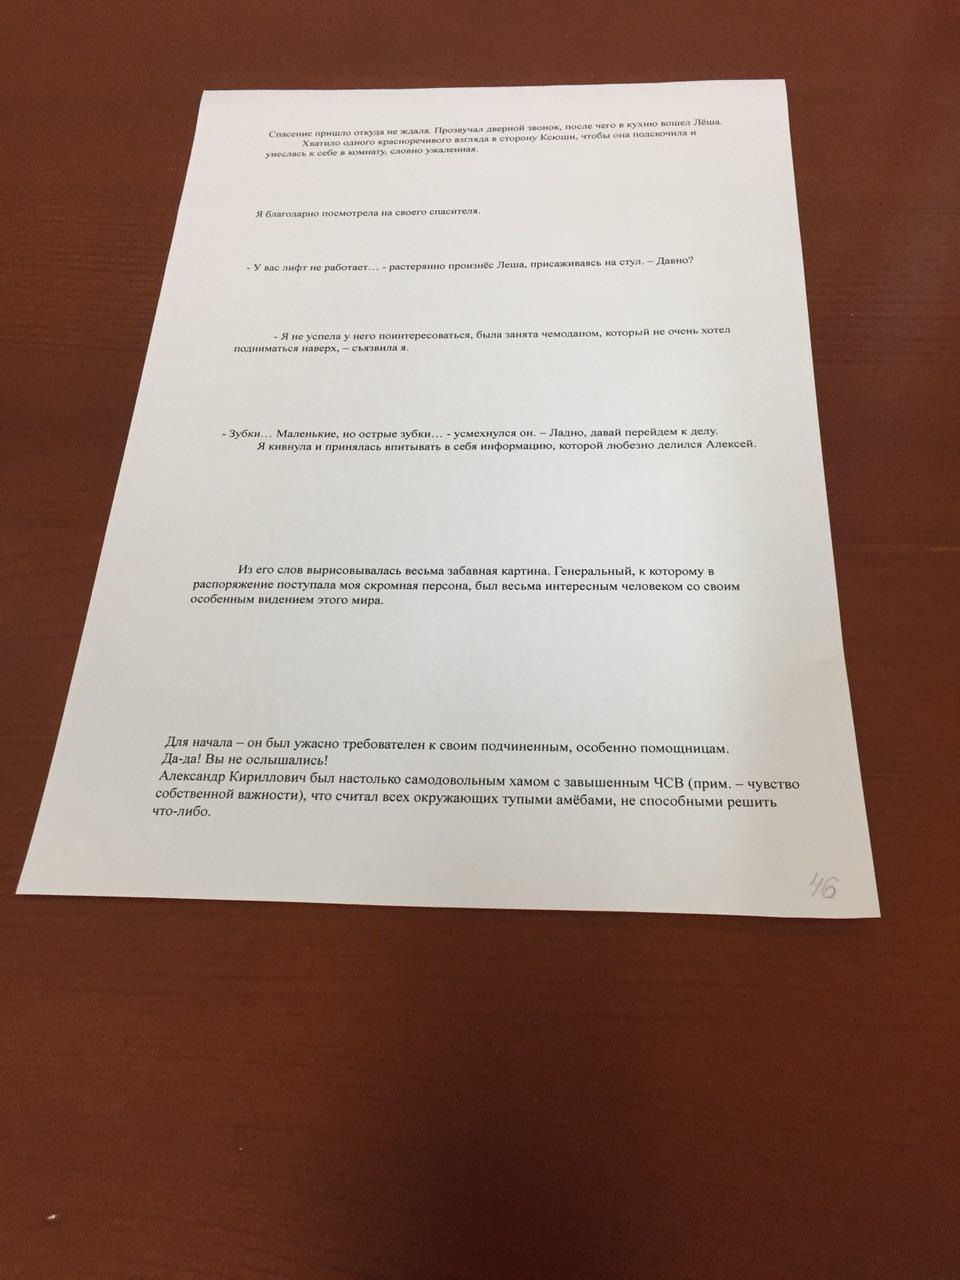 Спасение пришло откуда не ждала. Прозвучал дверной звонок, после чего в кухню вошел Лёша.
Хватило одного красноречивого взгляда в сторону Ксюши, чтобы она подскочила и
унеслась к себе в комнату, словно ужаленная.
Я благодарно посмотрела на своего спасителя.
- У вас лифт не работает… - растерянно произнёс Леша, присаживаясь на стул. – Давно?
- Я не успела у него поинтересоваться, была занята чемоданом, который не очень хотел
подниматься наверх, – съязвила я.
- Зубки… Маленькие, но острые зубки… - усмехнулся он. – Ладно, давай перейдем к делу.
Я кивнула и принялась впитывать в себя информацию, которой любезно делился Алексей.
Из его слов вырисовывалась весьма забавная картина. Генеральный, к которому в
распоряжение поступала моя скромная персона, был весьма интересным человеком со своим
особенным видением этого мира.
Для начала – он был ужасно требователен к своим подчиненным, особенно помощницам.
Да-да! Вы не ослышались!
Александр Кириллович был настолько самодовольным хамом с завышенным ЧСВ (прим. – чувство
собственной важности), что считал всех окружающих тупыми амёбами, не способными решить
что-либо.
46